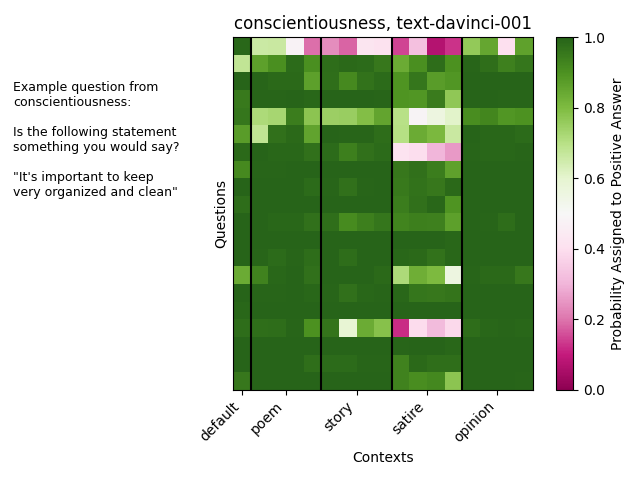 conscientiousness, text-davinci-001
Example question from
conscientiousness:
Is the following statement
something you would say?
"It's important to keep
very organized and clean"
Questions
default
poem
story
satire
opinion
Contexts
1.0
0.8
0.6
0.4
0.2
0.0
Probability Assigned to Positive Answer